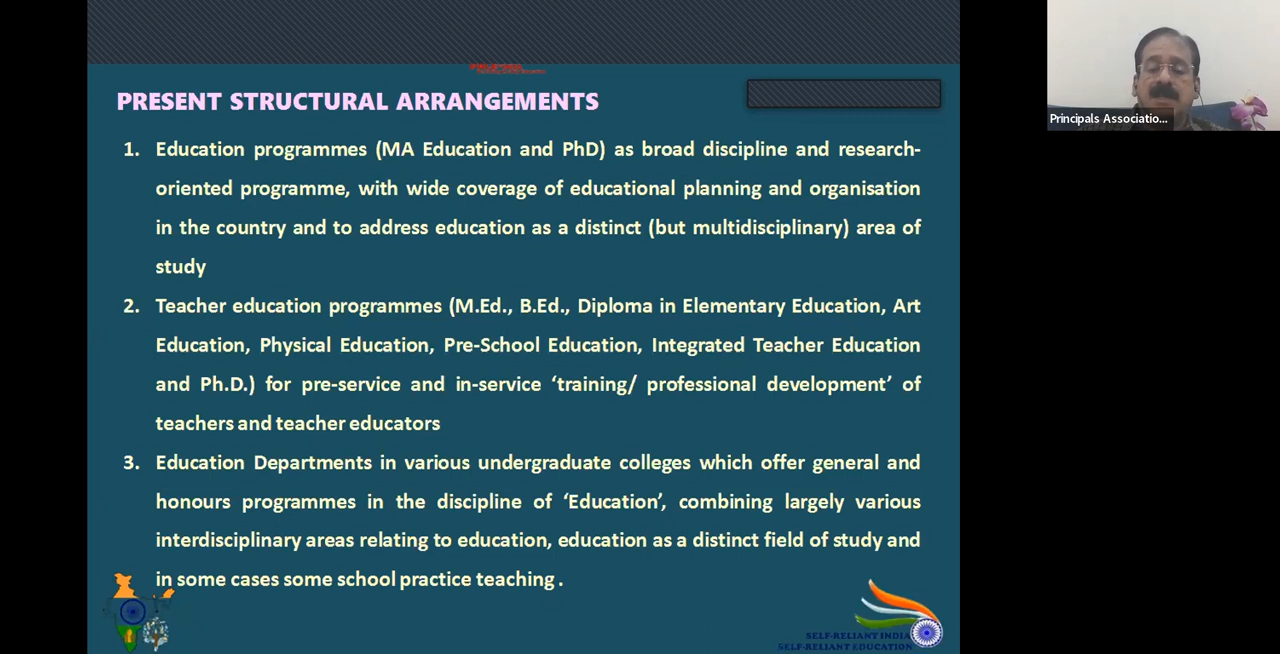 PRESENT STRUCTURAL ARRANGEMENTS
Principals Associatio...
1. Education programmes (MA Education and PhD) as broad discipline and research-
oriented programme, with wide coverage of educational planning and organisation
in the country and to address education as a distinct (but multidisciplinary) area of
study
2. Teacher education programmes (M.Ed., B.Ed., Diploma in Elementary Education, Art
Education, Physical Education, Pre-School Education, Integrated Teacher Education
and Ph.D.) for pre-service and in-service ‘training/ professional development’ of
teachers and teacher educators
3. Education Departments in various undergraduate colleges which offer general and
honours programmes in the discipline of ‘Education’, combining largely various
interdisciplinary areas relating to education, education as a distinct field of study and
in some cases some school practice teaching .
SELF-RELIANT INDIA
SELF-RELIANT EDUCATION